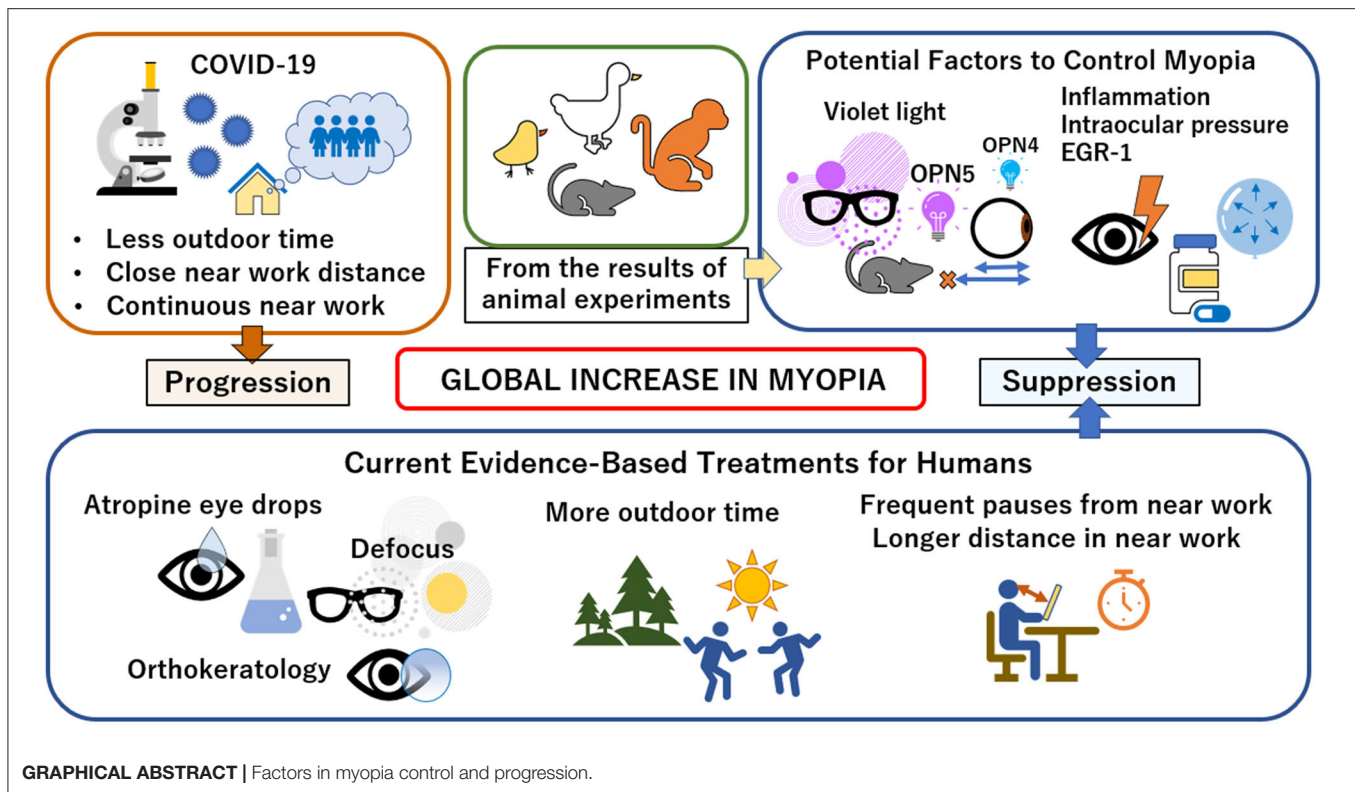 COVID-19
• Less outdoor time
• Close near work distance
• Continuous near work
Progression
From the results of
animal experiments
Potential Factors to Control Myopia
Violet light
OPN5
OPN4
Inflammation
Intraocular pressure
EGR-1
GLOBAL INCREASE IN MYOPIA
Suppression
Current Evidence-Based Treatments for Humans
Atropine eye drops
Defocus
Orthokeratology
More outdoor time
Frequent pauses from near work
Longer distance in near work
GRAPHICAL ABSTRACT | Factors in myopia control and progression.